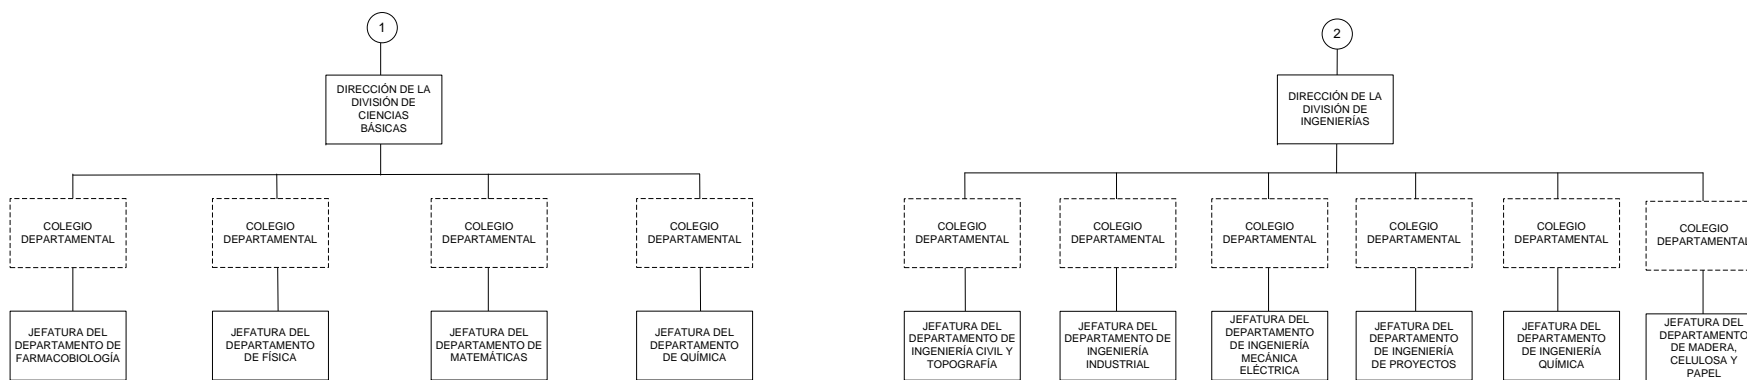 1
DIRECCIÓN DE LA
DIVISIÓN DE
CIENCIAS
BÁSICAS
COLEGIO
DEPARTAMENTAL
COLEGIO
DEPARTAMENTAL
COLEGIO
DEPARTAMENTAL
COLEGIO
DEPARTAMENTAL
JEFATURA DEL
DEPARTAMENTO DE
FARMACOBIOLOGÍA
JEFATURA DEL
DEPARTAMENTO
DE FÍSICA
JEFATURA DEL
DEPARTAMENTO DE
MATEMÁTICAS
JEFATURA DEL
DEPARTAMENTO
DE QUÍMICA
2
DIRECCIÓN DE LA
DIVISIÓN DE
INGENIERÍAS
COLEGIO
DEPARTAMENTAL
COLEGIO
DEPARTAMENTAL
COLEGIO
DEPARTAMENTAL
COLEGIO
DEPARTAMENTAL
COLEGIO
DEPARTAMENTAL
COLEGIO
DEPARTAMENTAL
JEFATURA DEL
DEPARTAMENTO DE
INGENIERÍA CIVIL Y
TOPOGRAFÍA
JEFATURA DEL
DEPARTAMENTO DE
INGENIERÍA
INDUSTRIAL
JEFATURA DEL
DEPARTAMENTO
DE INGENIERÍA
MECÁNICA
ELÉCTRICA
JEFATURA DEL
DEPARTAMENTO
DE INGENIERÍA
DE PROYECTOS
JEFATURA DEL
DEPARTAMENTO
DE INGENIERÍA
QUÍMICA
JEFATURA DEL
DEPARTAMENTO
DE MADERA,
CELULOSA Y
PAPEL